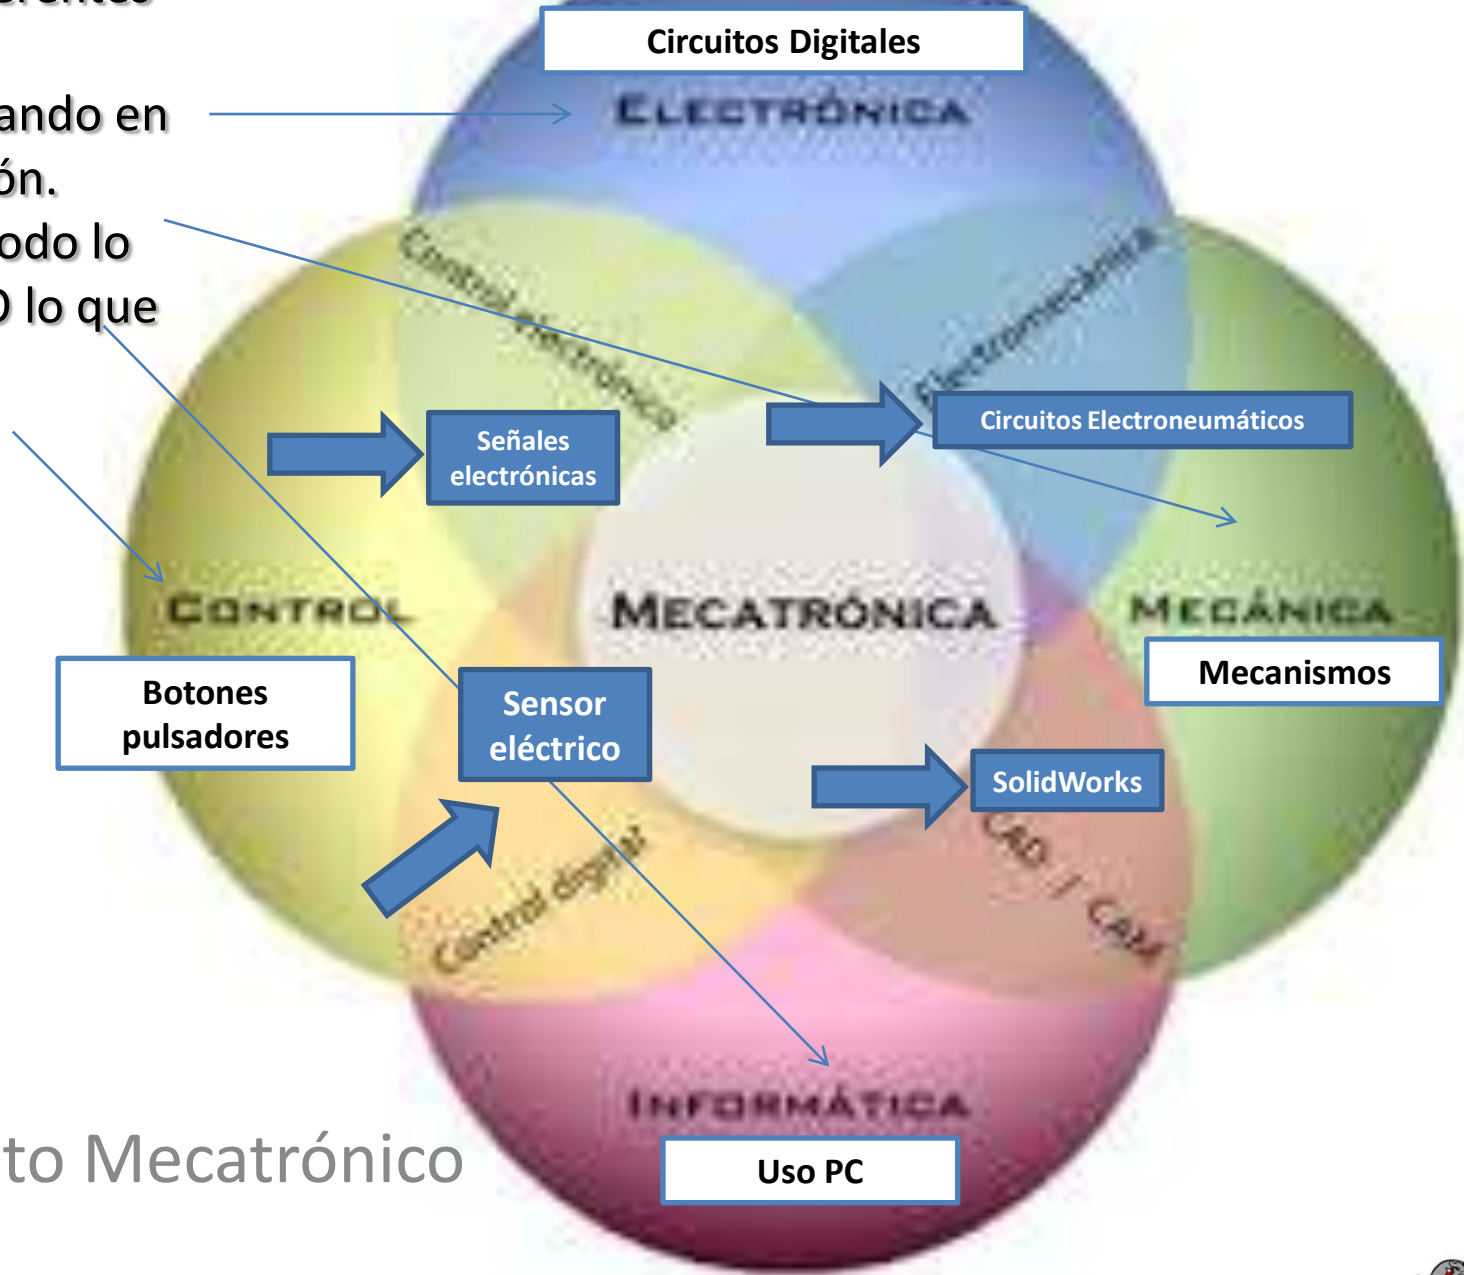 erentes
Circuitos Digitales
ando en
ELECTRÓNICA
ón.
odo lo
O lo que
Control electrónico
Electromecánica
Circuitos Electroneumáticos
Señales
electrónicas
CONTROL
MECATRÓNICA
MECÁNICA
Mecanismos
Botones
pulsadores
Sensor
eléctrico
SolidWorks
Control digital
CAD / CAM
INFORMÁTICA
to Mecatrónico
Uso PC